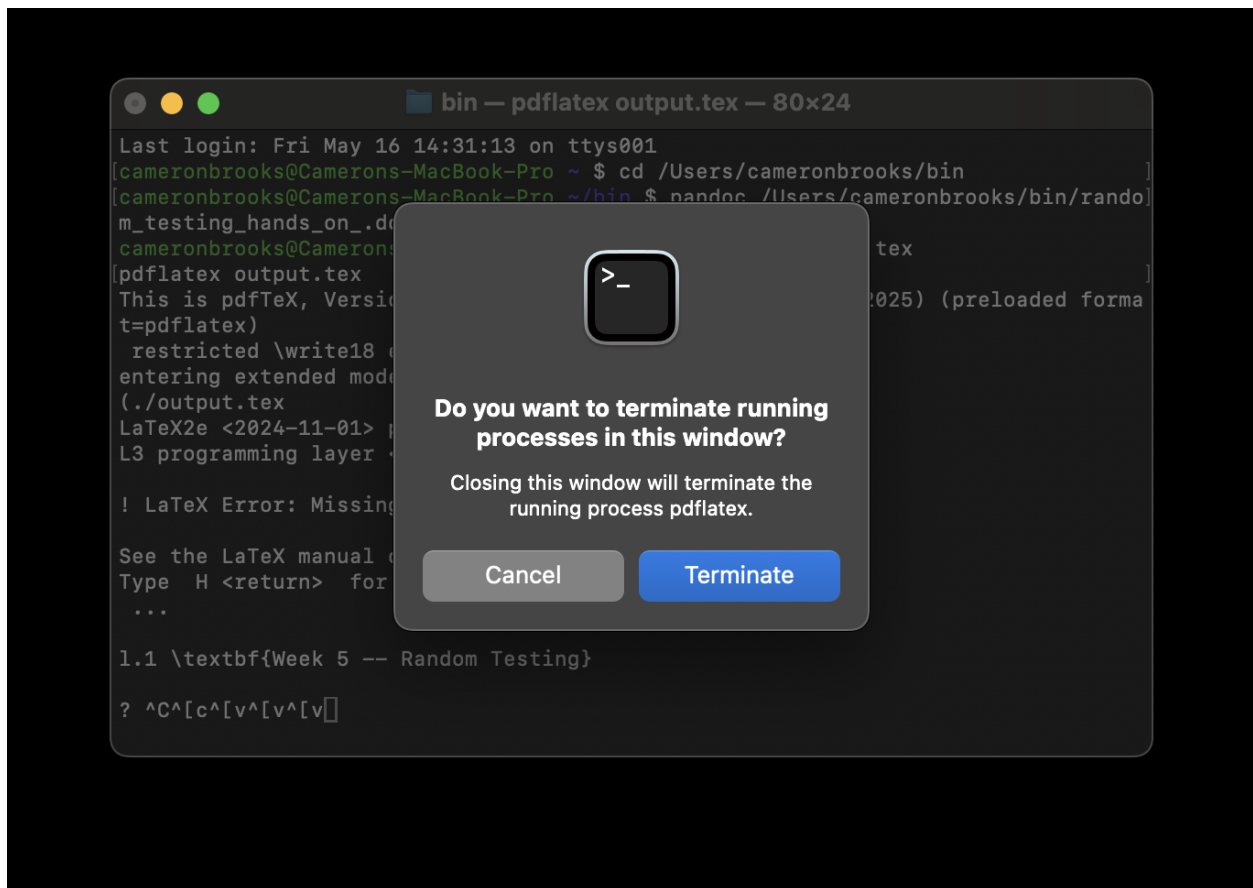 bin — pdflatex output.tex — 80×24
Last login: Fri May 16 14:31:13 on ttys001
[cameronbrooks@Camerons-MacBook-Pro ~ $ cd /Users/cameronbrooks/bin ]
[cameronbrooks@Camerons-MacBook-Pro ~/bin $ pandoc /Users/cameronbrooks/bin/rando]
m_testing_hands_on_.do
cameronbrooks@Camerons tex
[pdflatex output.tex ]
This is pdfTeX, Versio 2025) (preloaded forma
t=pdflatex)
restricted \write18
entering extended mode
(./output.tex
LaTeX2e <2024-11-01>
L3 programming layer
! LaTeX Error: Missing
See the LaTeX manual
Type H <return> for
...
l.1 \textbf{Week 5 -- Random Testing}
? ^C^[c^[v^[v^[v
>_
Do you want to terminate running
processes in this window?
Closing this window will terminate the
running process pdflatex.
Cancel
Terminate